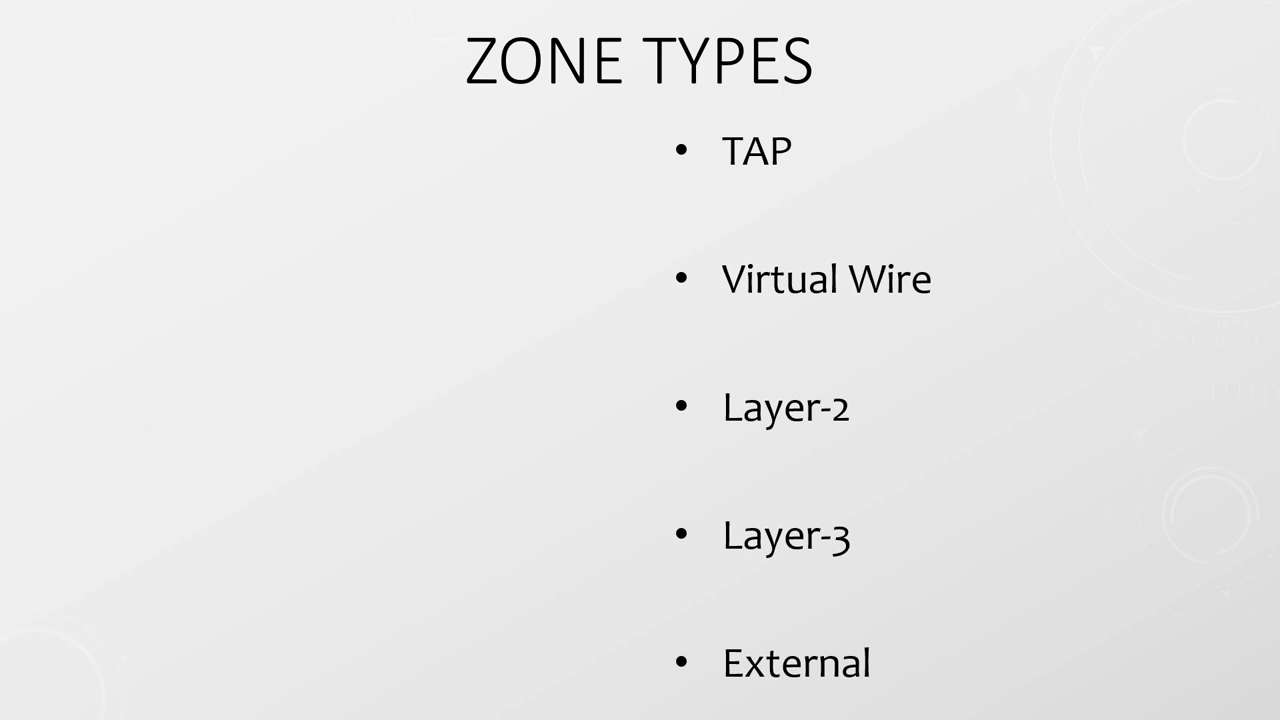 ZONE TYPES
• TAP
• Virtual Wire
• Layer-2
• Layer-3
• External